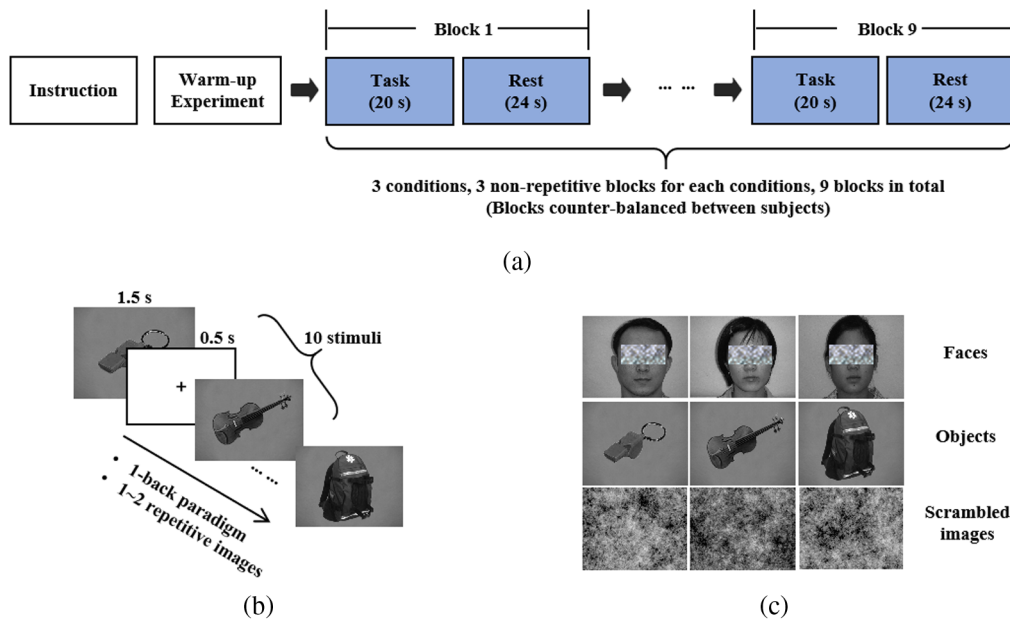 Block 1
Block 9
Instruction
Warm-up
Experiment
Task
(20 s)
Rest
(24 s)
... ...
Task
(20 s)
Rest
(24 s)
3 conditions, 3 non-repetitive blocks for each conditions, 9 blocks in total
(Blocks counter-balanced between subjects)
(a)
1.5 s
0.5 s
10 stimuli
+
... ...
• 1-back paradigm
• 1~2 repetitive images
(b)
Faces
Objects
Scrambled
images
(c)